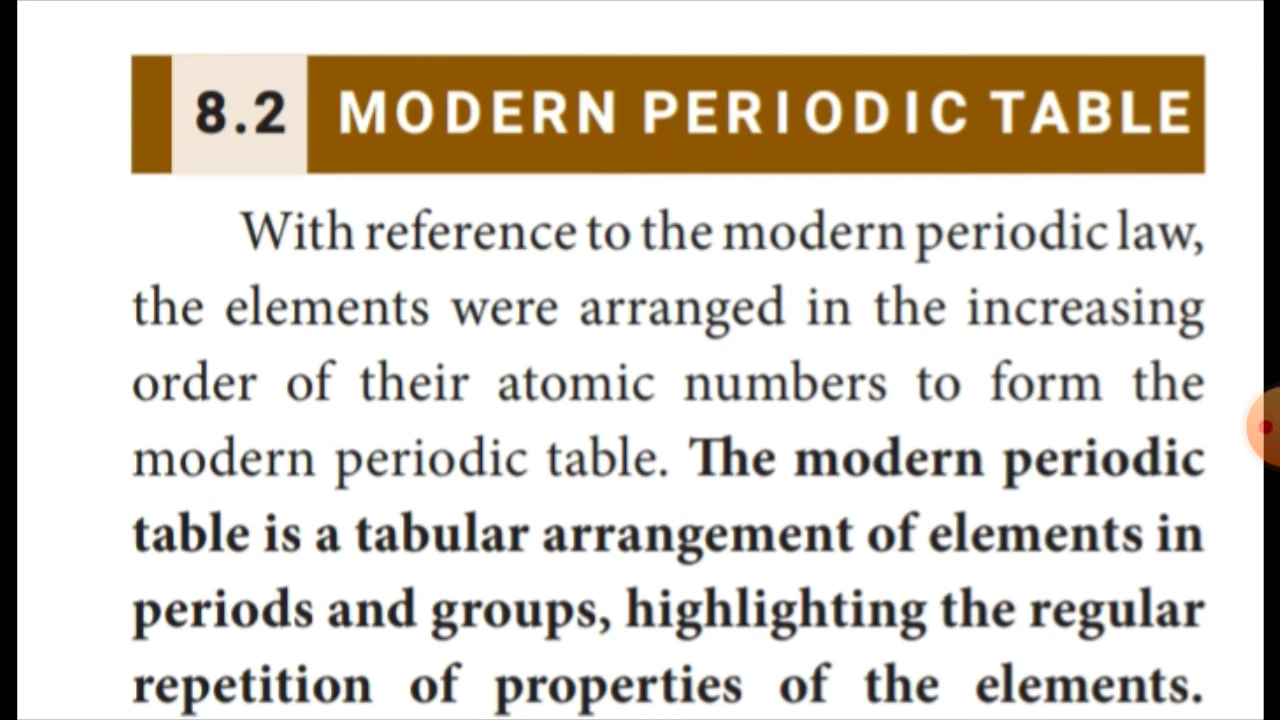 8.2 MODERN PERIODIC TABLE
With reference to the modern periodic law,
the elements were arranged in the increasing
order of their atomic numbers to form the
modern periodic table. The modern periodic
table is a tabular arrangement of elements in
periods and groups, highlighting the regular
repetition of properties of the elements.